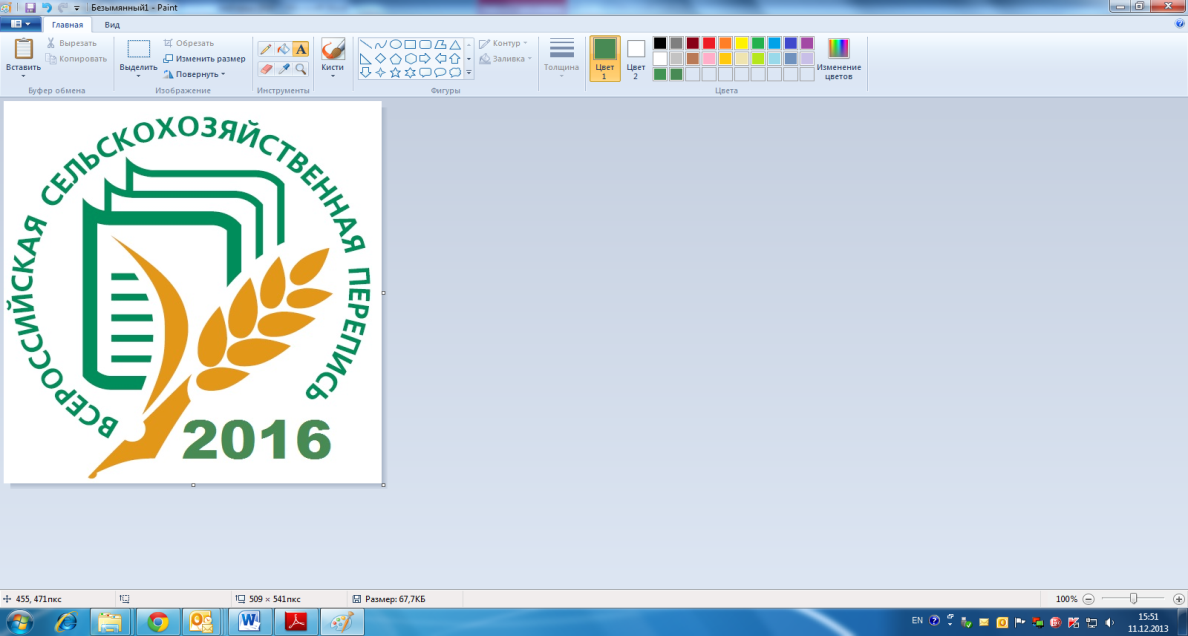 Безымянный1 - Paint
Главная Вид
Вставить
Вырезать
Копировать
Буфер обмена
Выделить
Обрезать
Изменить размер
Повернуть
Изображение
A
Инструменты
Кисти
Контур
Заливка
Фигуры
Толщина
Цвет 1
Цвет 2
Изменение цветов
Цвета
ВСЕРОССИЙСКАЯ СЕЛЬСКОХОЗЯЙСТВЕННАЯ ПЕРЕПИСЬ
2016
455, 471пкс
509 × 541пкс
Размер: 67,7КБ
100%
EN
15:51
11.12.2013